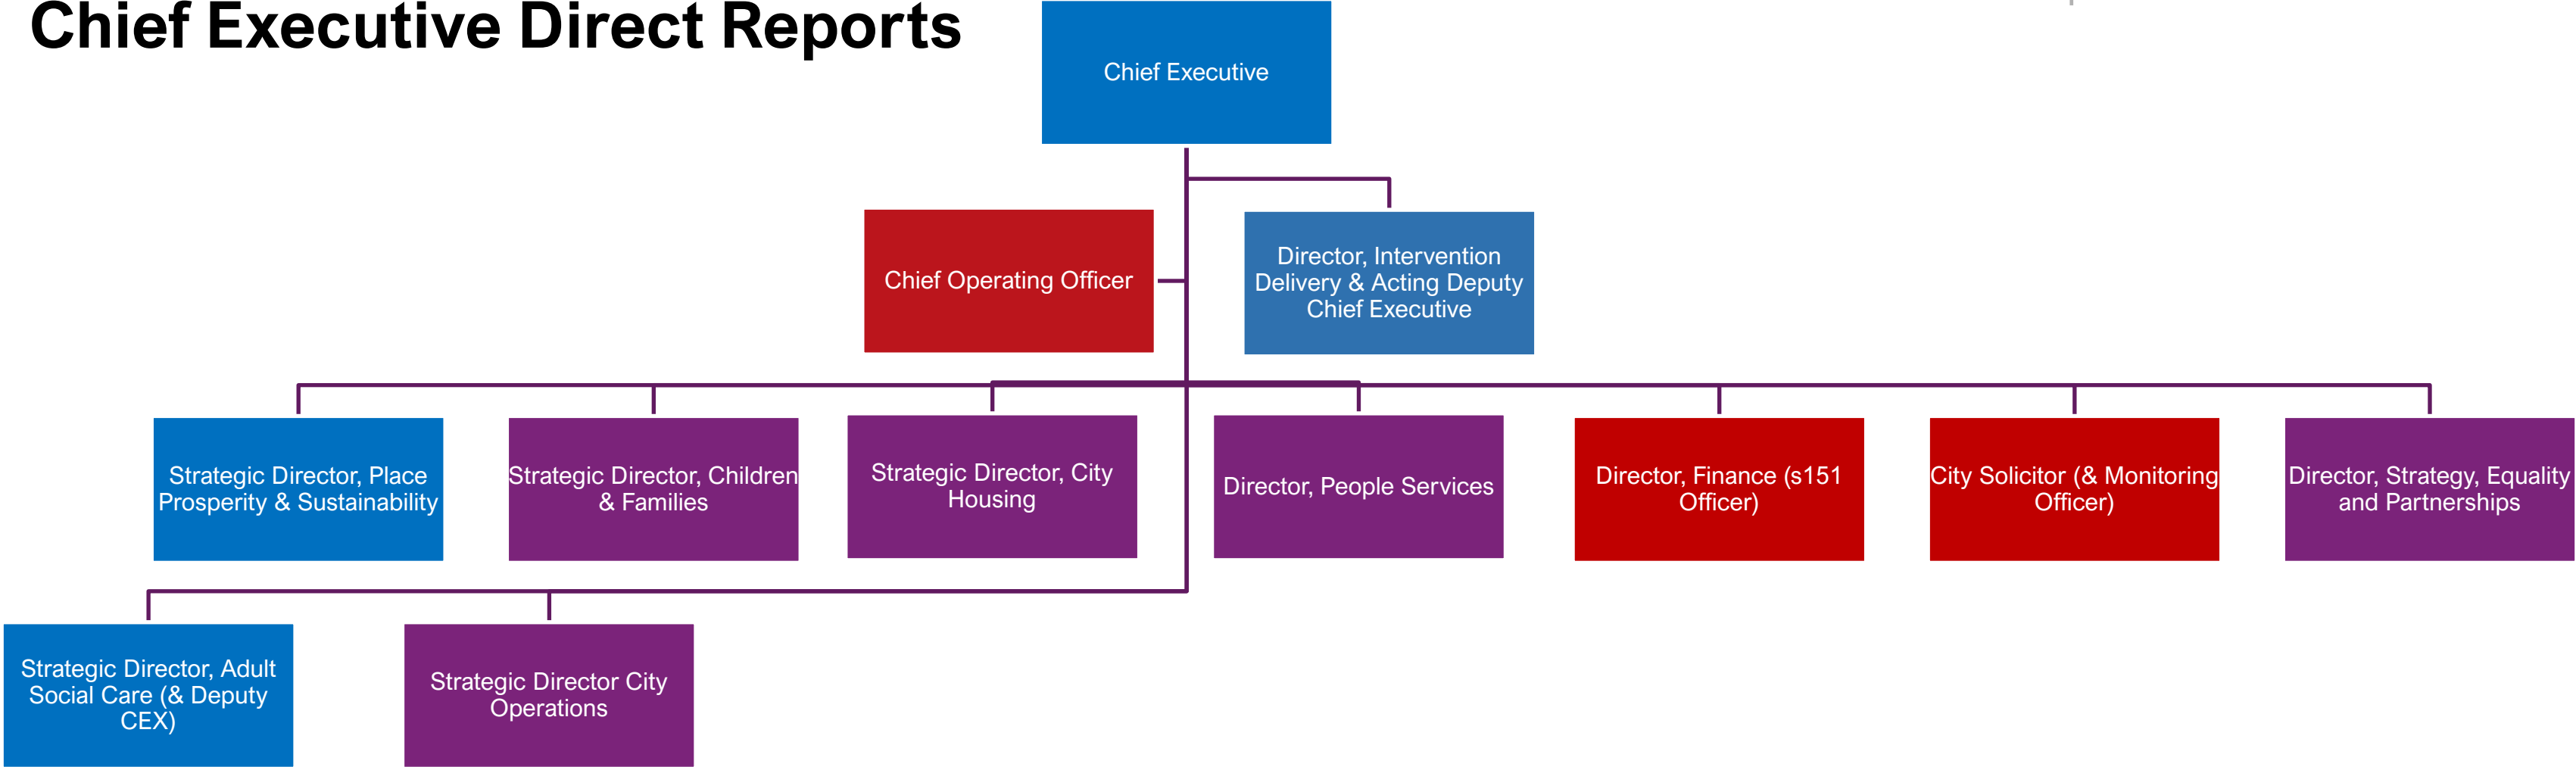 Chief Executive Direct Reports
Chief Executive
Chief Operating Officer
Director, Intervention
Delivery & Acting Deputy
Chief Executive
Strategic Director, Place
Prosperity & Sustainability
Strategic Director, Children
& Families
Strategic Director, City
Housing
Director, People Services
Director, Finance (s151
Officer)
City Solicitor (& Monitoring
Officer)
Director, Strategy, Equality
and Partnerships
Strategic Director, Adult
Social Care (& Deputy
CEX)
Strategic Director City
Operations